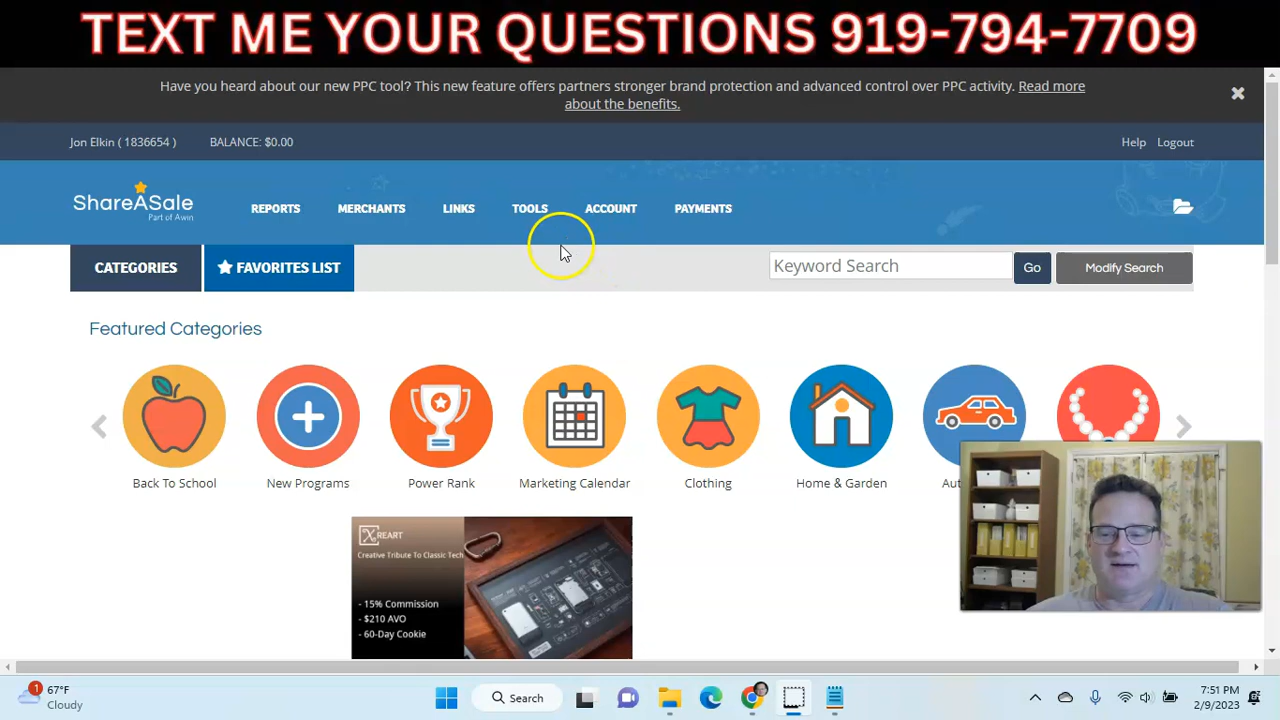 TEXT ME YOUR QUESTIONS 919-794-7709
Have you heard about our new PPC tool? This new feature offers partners stronger brand protection and advanced control over PPC activity. Read more
about the benefits.
Jon Elkin ( 1836654 )
BALANCE: $0.00
Help
Logout
ShareASale
Part of Awin
REPORTS
MERCHANTS
LINKS
TOOLS
ACCOUNT
PAYMENTS
CATEGORIES
FAVORITES LIST
Keyword Search
Go
Modify Search
Featured Categories
Back To School
New Programs
Power Rank
Marketing Calendar
Clothing
Home & Garden
REART
Creative Tribute To Classic Tech
- 15% Commission
- $210 AVO
- 60-Day Cookie
1
67°F
Cloudy
Search
7:51 PM
2/9/2023